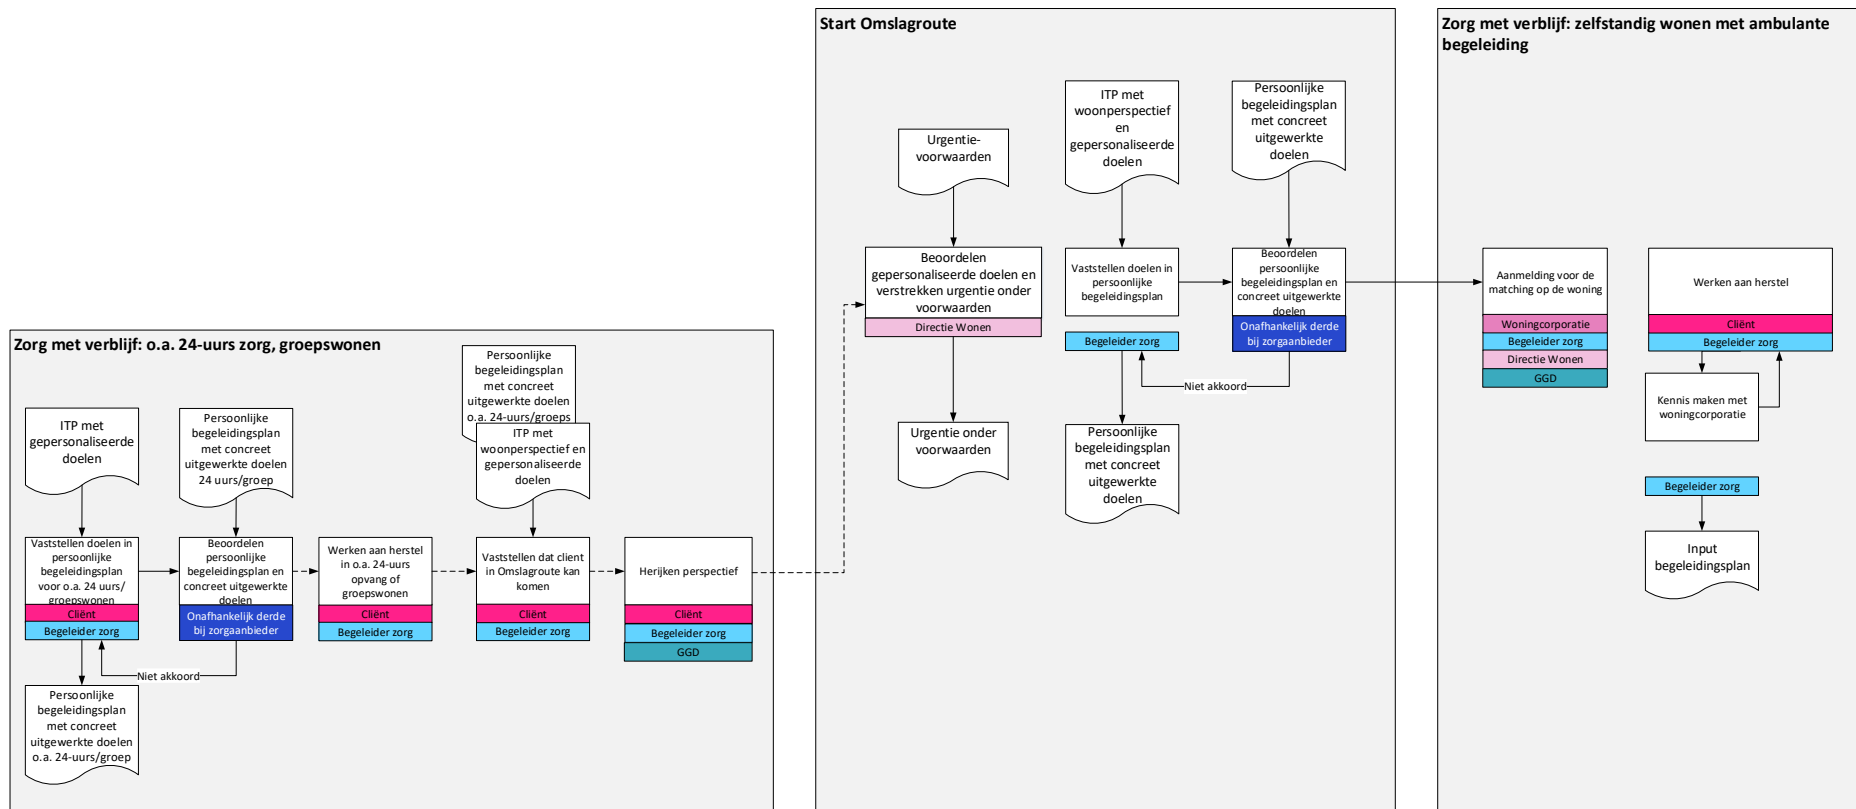 Zorg met verblijf: o.a. 24-uurs zorg, groepswonen
ITP met
gepersonaliseerde
doelen
Persoonlijke
begeleidingsplan
met concreet
uitgewerkte doelen
24 uurs/groep
Persoonlijke
begeleidingsplan
met concreet
uitgewerkte doelen
o.a. 24-uurs/groeps
ITP met
woonperspectief en
gepersonaliseerde
doelen
Vaststellen doelen in
persoonlijke
begeleidingsplan
voor o.a. 24 uurs/
groepswonen
Cliënt
Begeleider zorg
Beoordelen
persoonlijke
begeleidingsplan en
concreet uitgewerkte
doelen
Onafhankelijk derde
bij zorgaanbieder
Werken aan herstel
in o.a. 24-uurs
opvang of
groepswonen
Cliënt
Begeleider zorg
Vaststellen dat client
in Omslagroute kan
komen
Cliënt
Begeleider zorg
Herijken perspectief
Cliënt
Begeleider zorg
GGD
Niet akkoord
Persoonlijke
begeleidingsplan
met concreet
uitgewerkte doelen
o.a. 24-uurs/groep
Start Omslagroute
Urgentie-
voorwaarden
ITP met
woonperspectief
en
gepersonaliseerde
doelen
Persoonlijke
begeleidingsplan
met concreet
uitgewerkte
doelen
Beoordelen
gepersonaliseerde doelen en
verstrekken urgentie onder
voorwaarden
Directie Wonen
Vaststellen doelen in
persoonlijke
begeleidingsplan
Begeleider zorg
Beoordelen
persoonlijke
begeleidingsplan en
concreet uitgewerkte
doelen
Onafhankelijk derde
bij zorgaanbieder
Niet akkoord
Urgentie onder
voorwaarden
Persoonlijke
begeleidingsplan
met concreet
uitgewerkte
doelen
Zorg met verblijf: zelfstandig wonen met ambulante
begeleiding
Aanmelding voor de
matching op de woning
Woningcorporatie
Begeleider zorg
Directie Wonen
GGD
Werken aan herstel
Cliënt
Begeleider zorg
Kennis maken met
woningcorporatie
Begeleider zorg
Input
begeleidingsplan